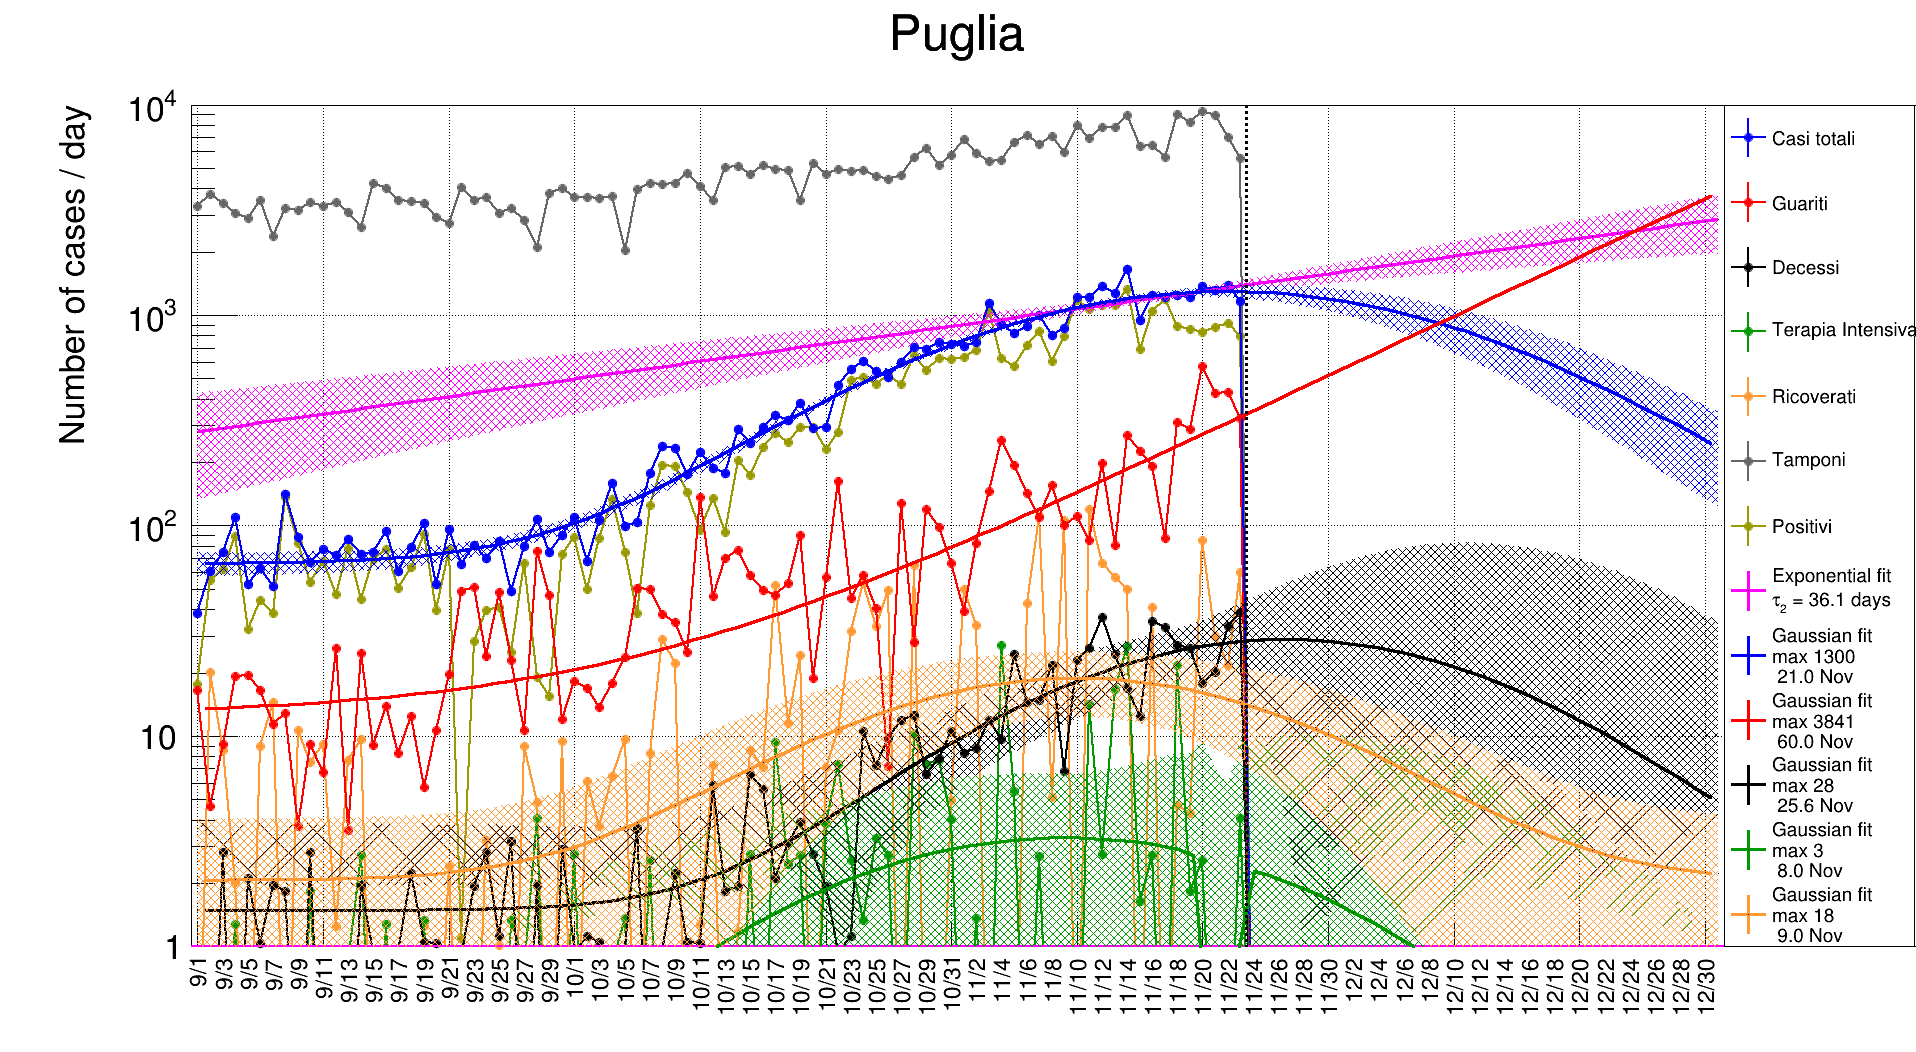 Puglia
Number of cases / day
10^4
10^3
10^2
10
1
9/1
9/3
9/5
9/7
9/9
9/11
9/13
9/15
9/17
9/19
9/21
9/23
9/25
9/27
9/29
10/1
10/3
10/5
10/7
10/9
10/11
10/13
10/15
10/17
10/19
10/21
10/23
10/25
10/27
10/29
10/31
11/2
11/4
11/6
11/8
11/10
11/12
11/14
11/16
11/18
11/20
11/22
11/24
11/26
11/28
11/30
12/2
12/4
12/6
12/8
12/10
12/12
12/14
12/16
12/18
12/20
12/22
12/24
12/26
12/28
12/30
Casi totali
Guariti
Decessi
Terapia Intensiva
Ricoverati
Tamponi
Positivi
Exponential fit
τ₂ = 36.1 days
Gaussian fit
max 1300
21.0 Nov
Gaussian fit
max 3841
60.0 Nov
Gaussian fit
max 28
25.6 Nov
Gaussian fit
max 3
8.0 Nov
Gaussian fit
max 18
9.0 Nov